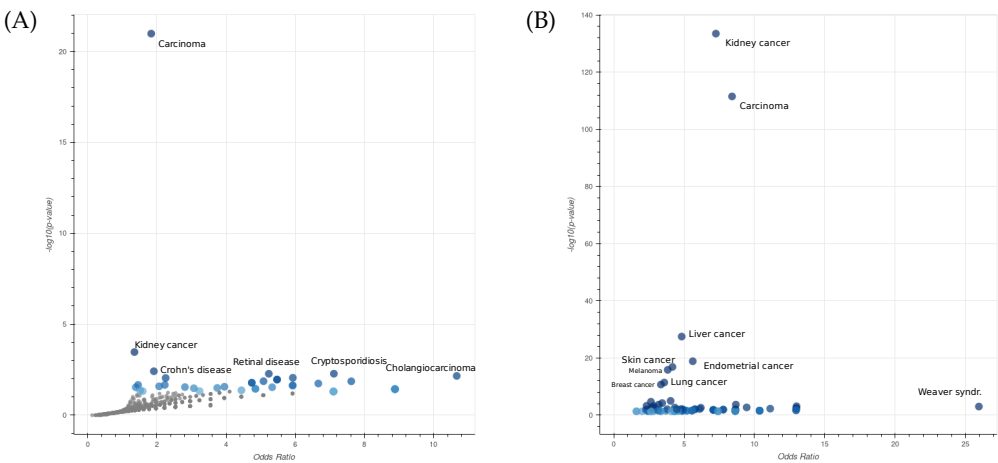 (A)
(B)
20
15
10
5
0
-log10(p-value)
Carcinoma
Kidney cancer
Crohn's disease
Retinal disease
Cryptosporidiosis
Cholangiocarcinoma
0 2 4 6 8 10
Odds Ratio
140
120
100
80
60
40
20
0
-log10(p-value)
Kidney cancer
Carcinoma
Liver cancer
Skin cancer
Endometrial cancer
Melanoma
Breast cancer
Lung cancer
Weaver syndr.
0 5 10 15 20 25
Odds Ratio